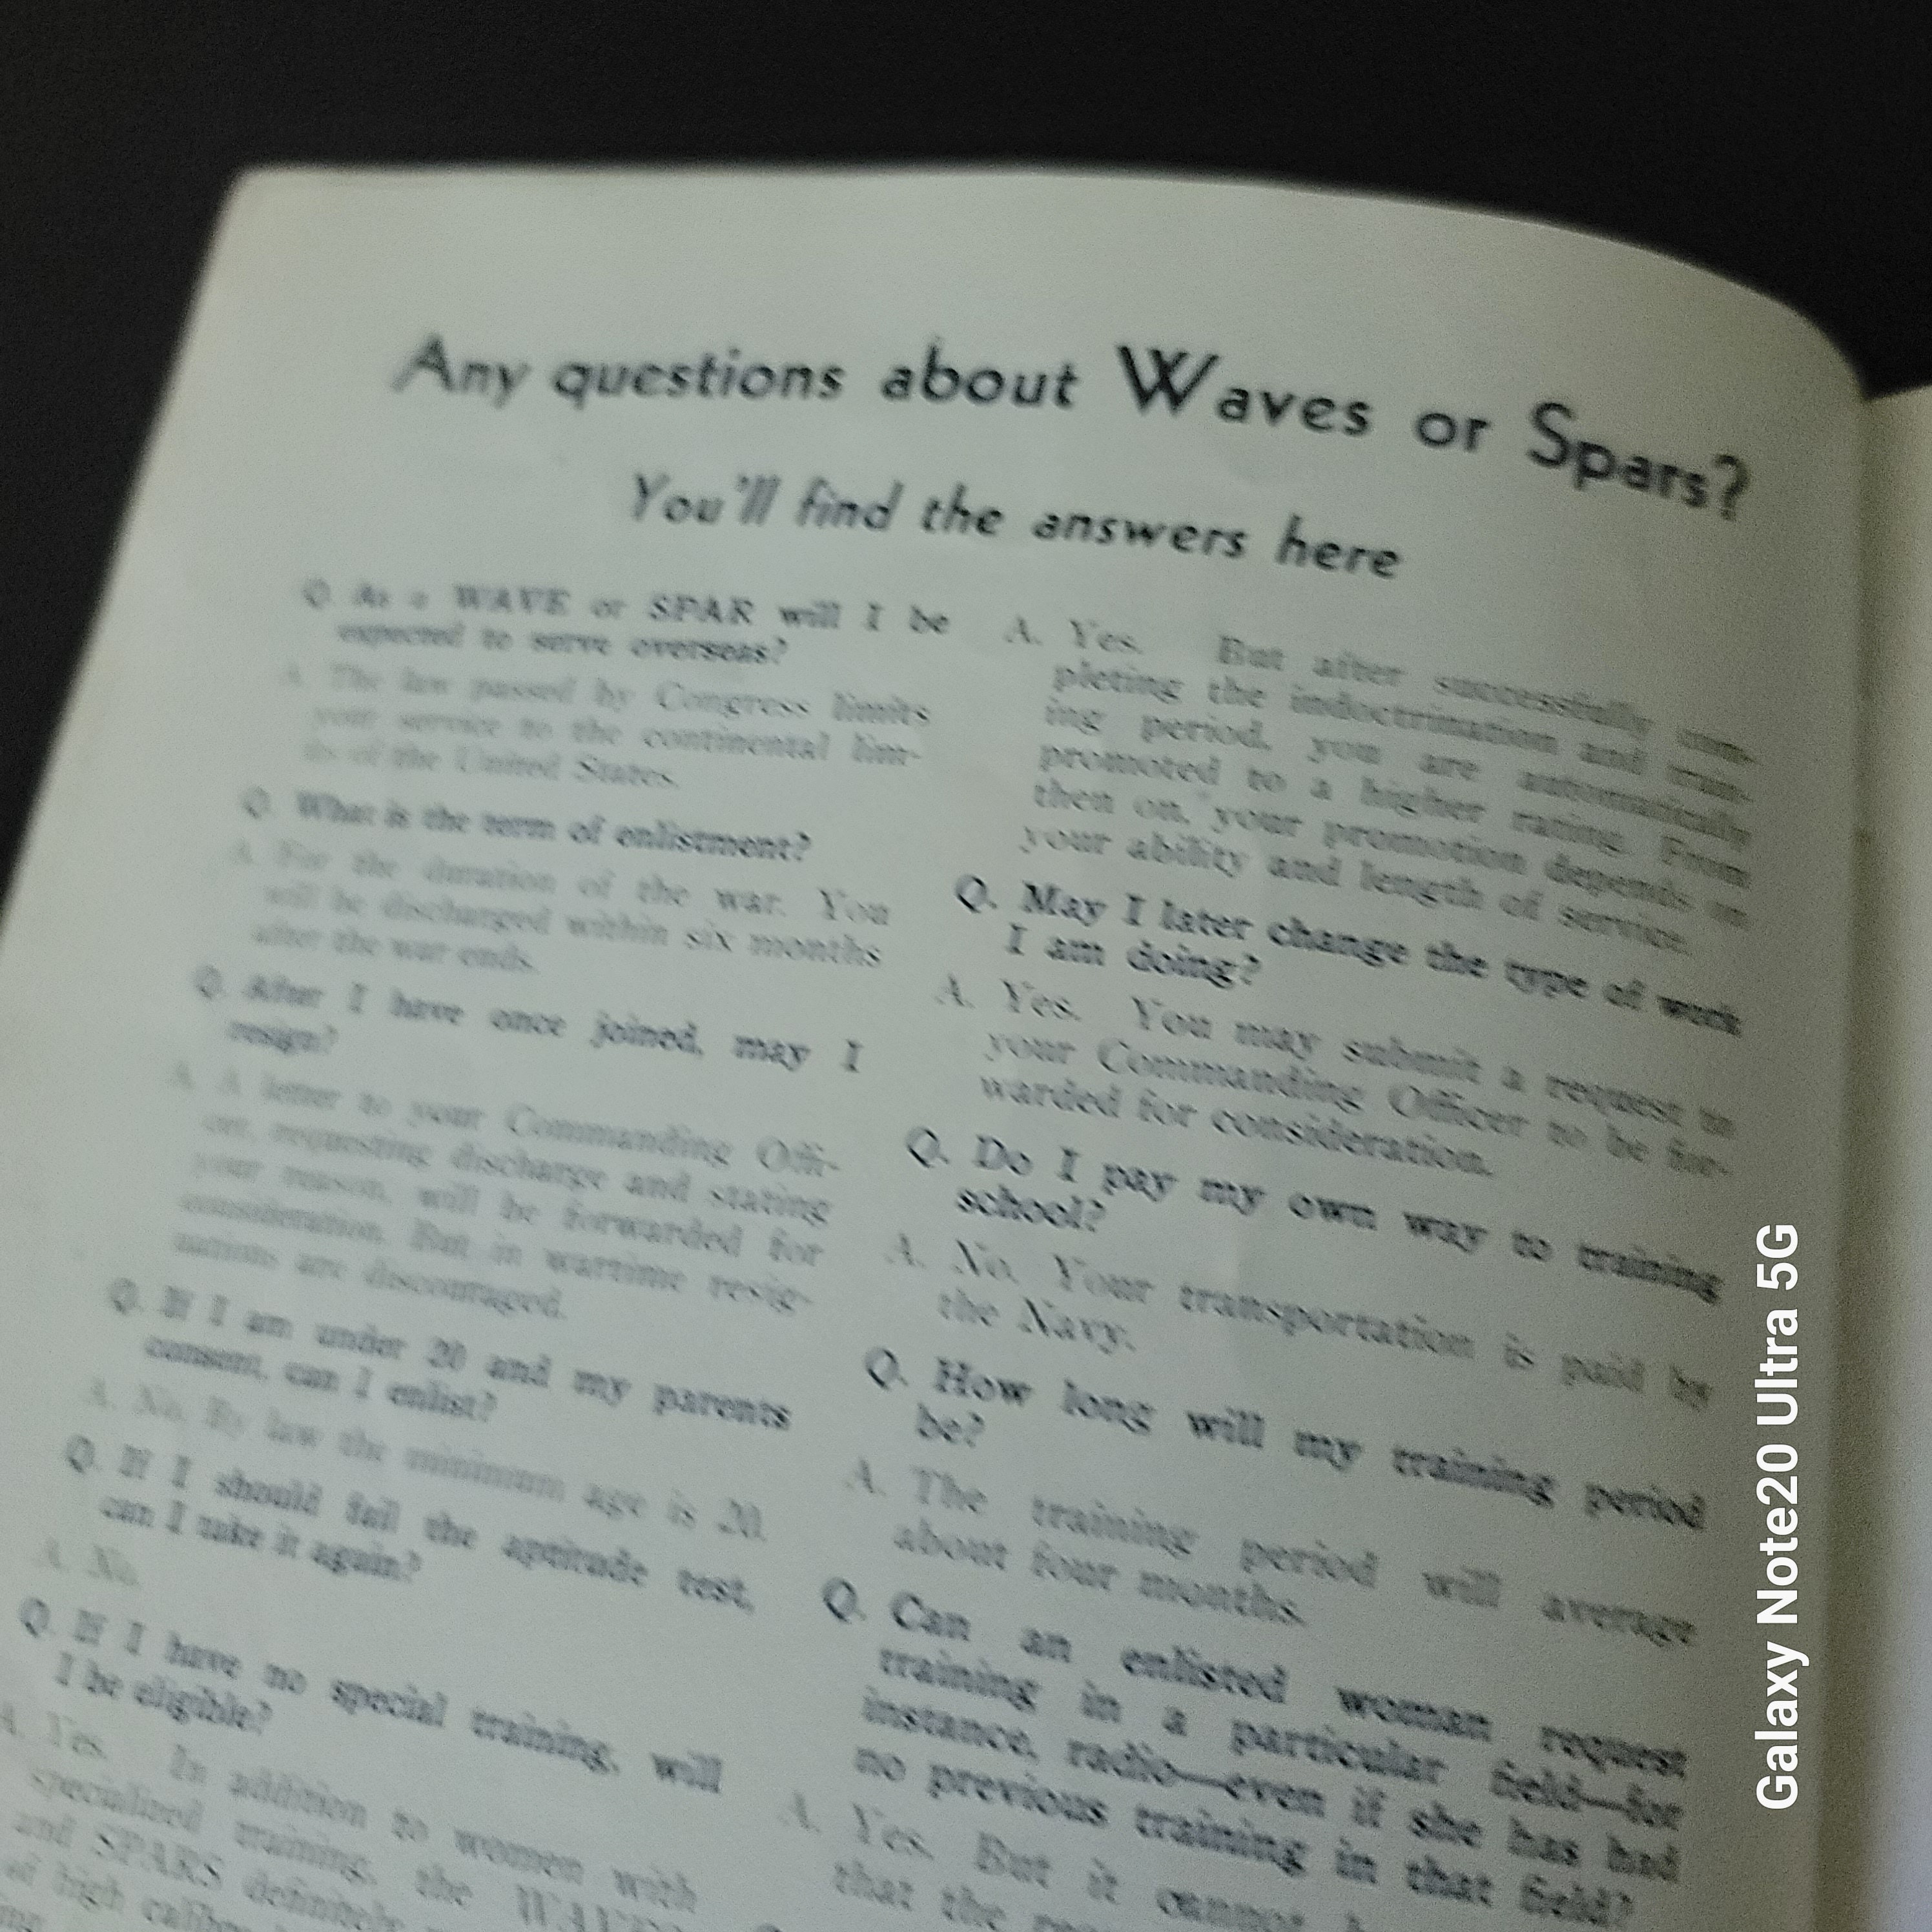 Any questions about Waves or Spars?
You'll find the answers here
Q. As a WAVE or SPAR will I be
expected to serve overseas?
A. The law passed by Congress limits
your service to the continental lim-
its of the United States.
Q. What is the term of enlistment?
A. For the duration of the war. You
will be discharged within six months
after the war ends.
Q. After I have once joined, may I
resign?
A. A letter to your Commanding Offi-
cer, requesting discharge and stating
your reason, will be forwarded for
consideration. But in wartime resig-
nations are discouraged.
Q. If I am under 20 and my parents
consent, can I enlist?
A. No. By law the minimum age is 20.
Q. If I should fail the aptitude test,
can I take it again?
A. No.
Q. If I have no special training, will
I be eligible?
A. Yes. In addition to women with
specialized training, the WAVES
and SPARS definitely
of high calibre
A. Yes. But after successfully com-
pleting the indoctrination and train-
ing period, you are automatically
promoted to a higher rating. From
then on, your promotion depends on
your ability and length of service.
Q. May I later change the type of work
I am doing?
A. Yes. You may submit a request to
your Commanding Officer to be for-
warded for consideration.
Q. Do I pay my own way to training
school?
A. No. Your transportation is paid by
the Navy.
Q. How long will my training period
be?
A. The training period will average
about four months.
Q. Can an enlisted woman request
training in a particular field—for
instance, radio—even if she has had
no previous training in that field?
A. Yes. But it cannot
that the
Galaxy Note20 Ultra 5G